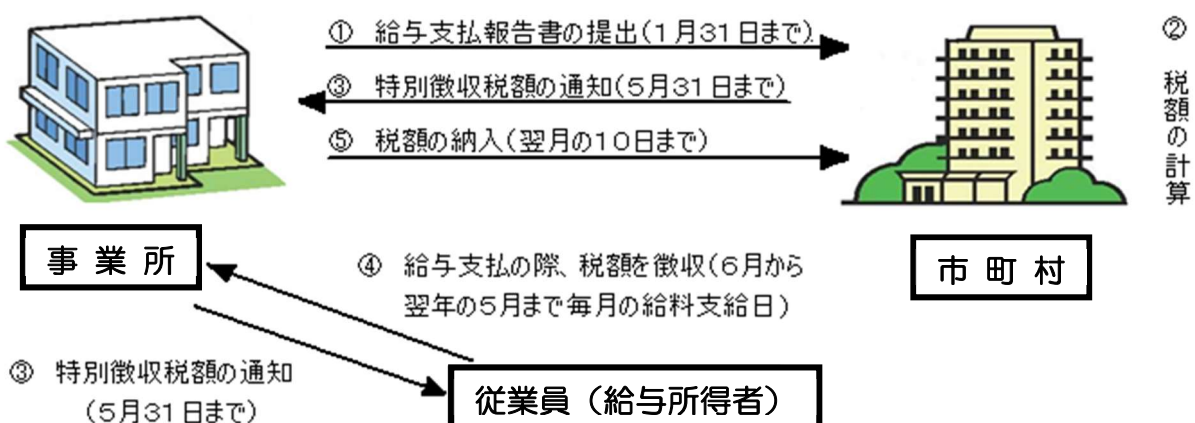 ① 給与支払報告書の提出(1月31日まで)
③ 特別徴収税額の通知(5月31日まで)
⑤ 税額の納入(翌月の10日まで)
② 税額の計算
事業所
市町村
④ 給与支払の際、税額を徴収(6月から
翌年の5月まで毎月の給料支給日)
③ 特別徴収税額の通知
(5月31日まで)
従業員(給与所得者)